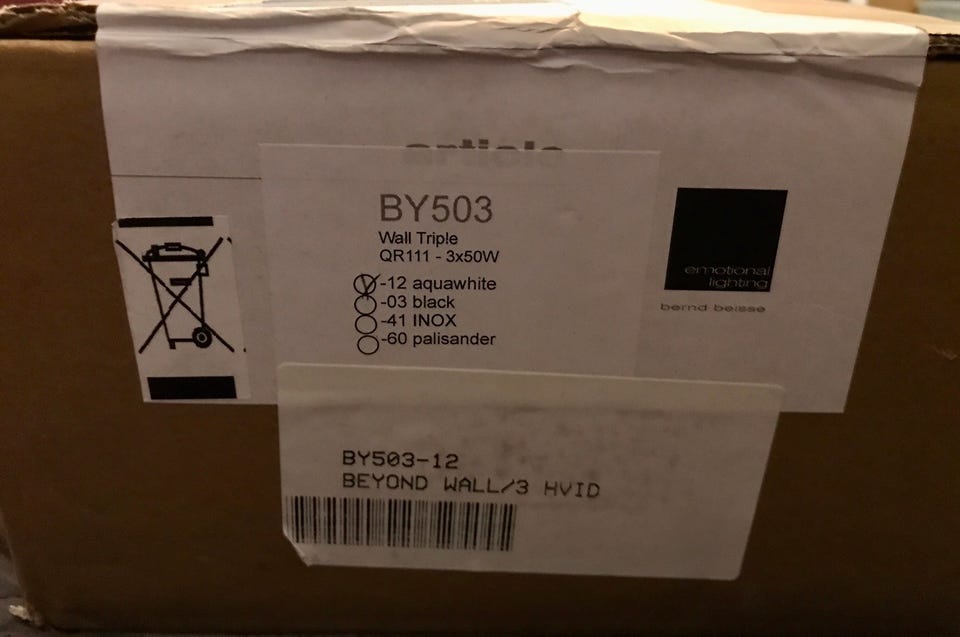 article
BY503
Wall Triple
QR111 - 3x50W
-12 aquawhite
-03 black
-41 INOX
-60 palisander
emotional
lighting
bernd beisse
BY503-12
BEYOND WALL/3 HVID